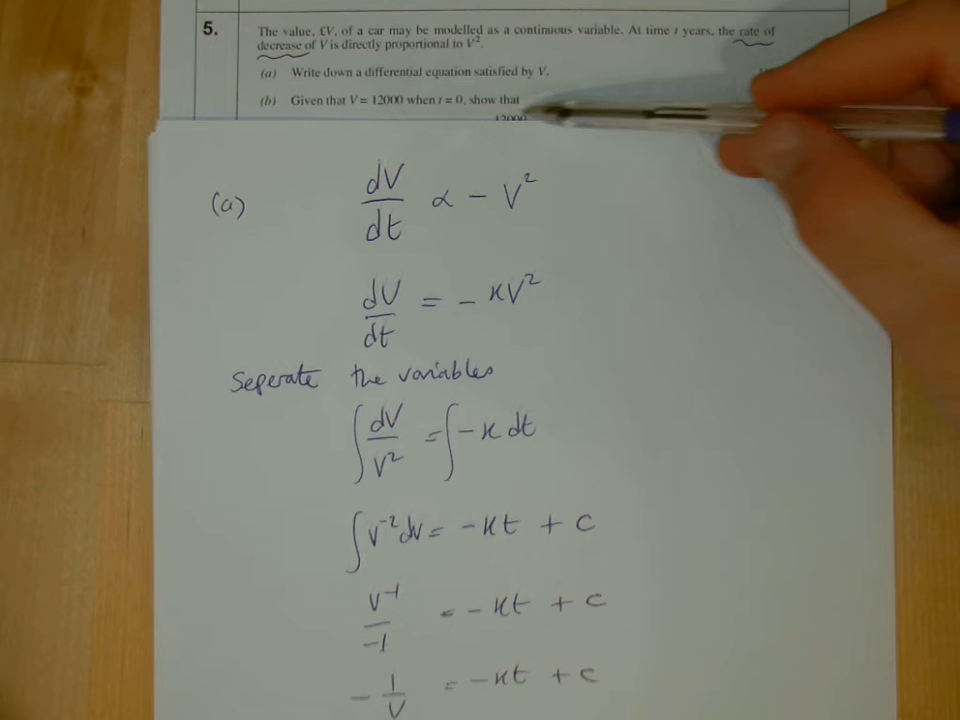 5. The value, £V, of a car may be modelled as a continuous variable. At time t years, the rate of
decrease of V is directly proportional to V².
(a) Write down a differential equation satisfied by V.
(b) Given that V = 12000 when t = 0, show that
12000
(a) dV/dt ∝ - V²
dV/dt = - kV²
Seperate the variables
∫ dV/V² = ∫ -k dt
∫ V⁻² dV = -kt + c
V⁻¹/-1 = -kt + c
- 1/V = -kt + c